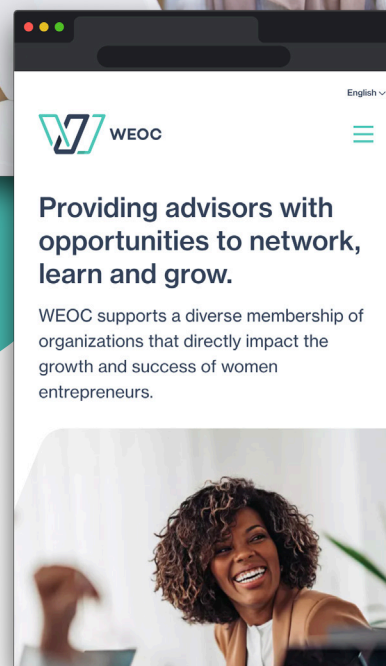 English
WEOC
Providing advisors with
opportunities to network,
learn and grow.
WEOC supports a diverse membership of
organizations that directly impact the
growth and success of women
entrepreneurs.